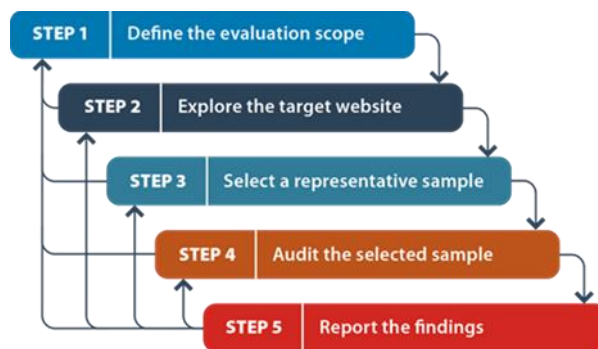 STEP 1 Define the evaluation scope
STEP 2 Explore the target website
STEP 3 Select a representative sample
STEP 4 Audit the selected sample
STEP 5 Report the findings